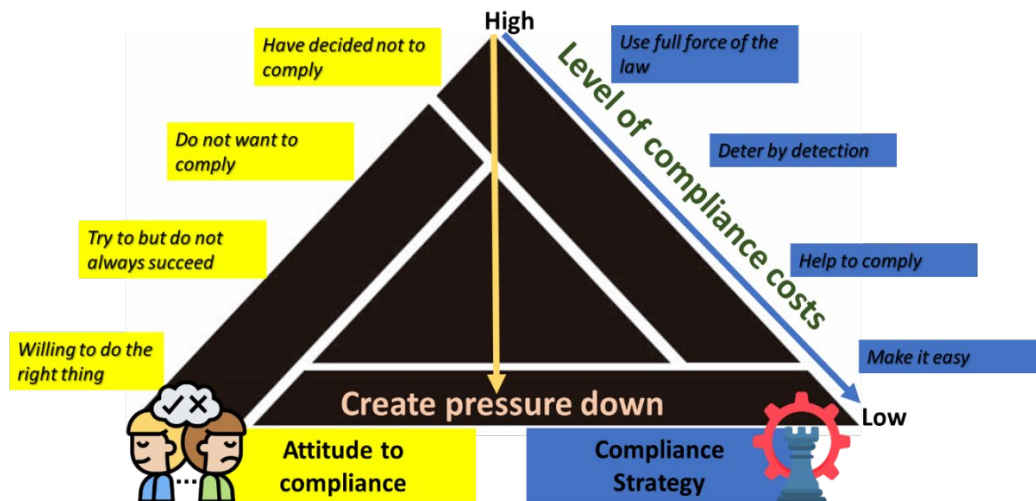 High
Have decided not to
comply
Use full force of the
law
Level of compliance costs
Do not want to
comply
Deter by detection
Try to but do not
always succeed
Help to comply
Willing to do the
right thing
Make it easy
Create pressure down
Low
Attitude to
compliance
Compliance
Strategy